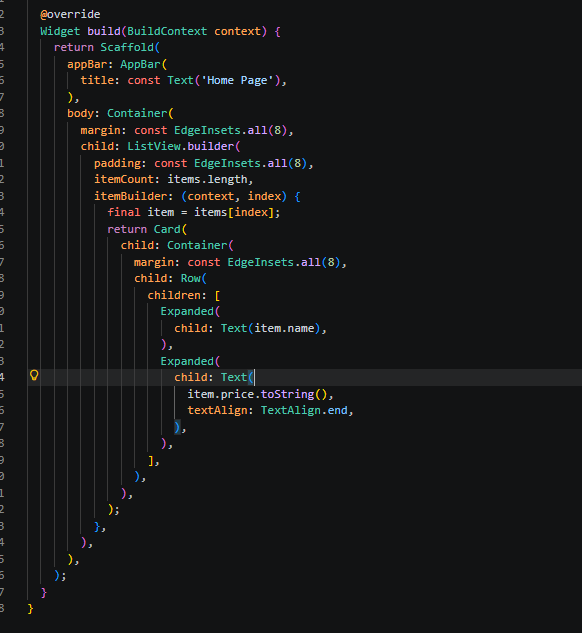 @override
Widget build(BuildContext context) {
  return Scaffold(
    appBar: AppBar(
      title: const Text('Home Page'),
    ),
    body: Container(
      margin: const EdgeInsets.all(8),
      child: ListView.builder(
        padding: const EdgeInsets.all(8),
        itemCount: items.length,
        itemBuilder: (context, index) {
          final item = items[index];
          return Card(
            child: Container(
              margin: const EdgeInsets.all(8),
              child: Row(
                children: [
                  Expanded(
                    child: Text(item.name),
                  ),
                  Expanded(
                    child: Text(
                      item.price.toString(),
                      textAlign: TextAlign.end,
                    ),
                  ),
                ],
              ),
            ),
          );
        },
      ),
    ),
  );
}
}